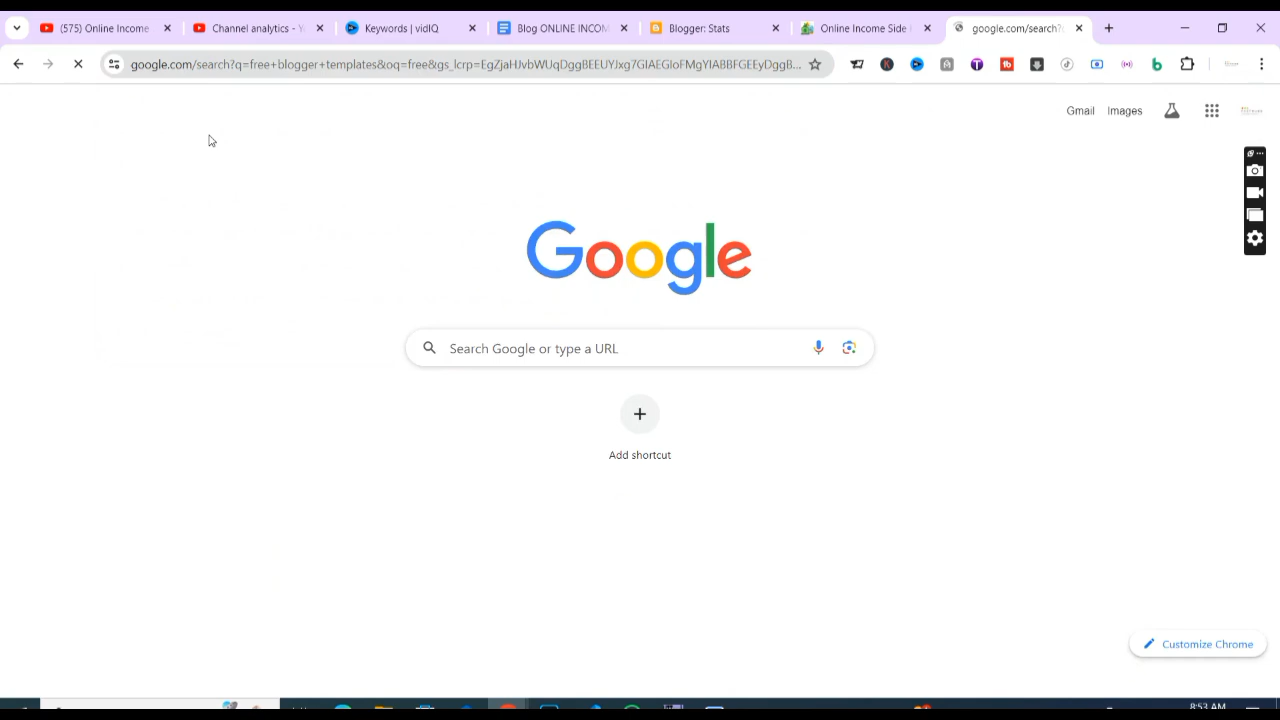 (575) Online Income
Channel analytics - Y
Keywords | vidIQ
Blog ONLINE INCOM
Blogger: Stats
Online Income Side
google.com/search?
google.com/search?q=free+blogger+templates&oq=free&gs_lcrp=EgZjaHJvbWUqDggBEEUYJxg7GIAEGIoFMgYIABBFGEEyDggB...
Gmail Images
Google
Search Google or type a URL
Add shortcut
Customize Chrome
8:53 AM